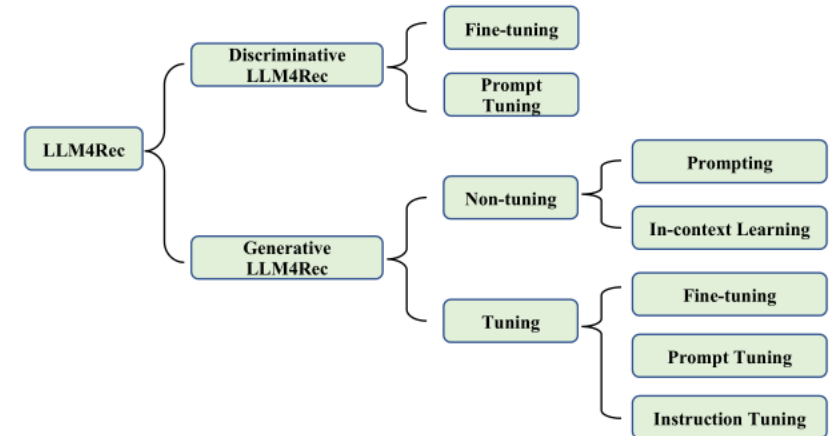 Fine-tuning
Discriminative
LLM4Rec
Prompt
Tuning
LLM4Rec
Prompting
Non-tuning
In-context Learning
Generative
LLM4Rec
Fine-tuning
Tuning
Prompt Tuning
Instruction Tuning